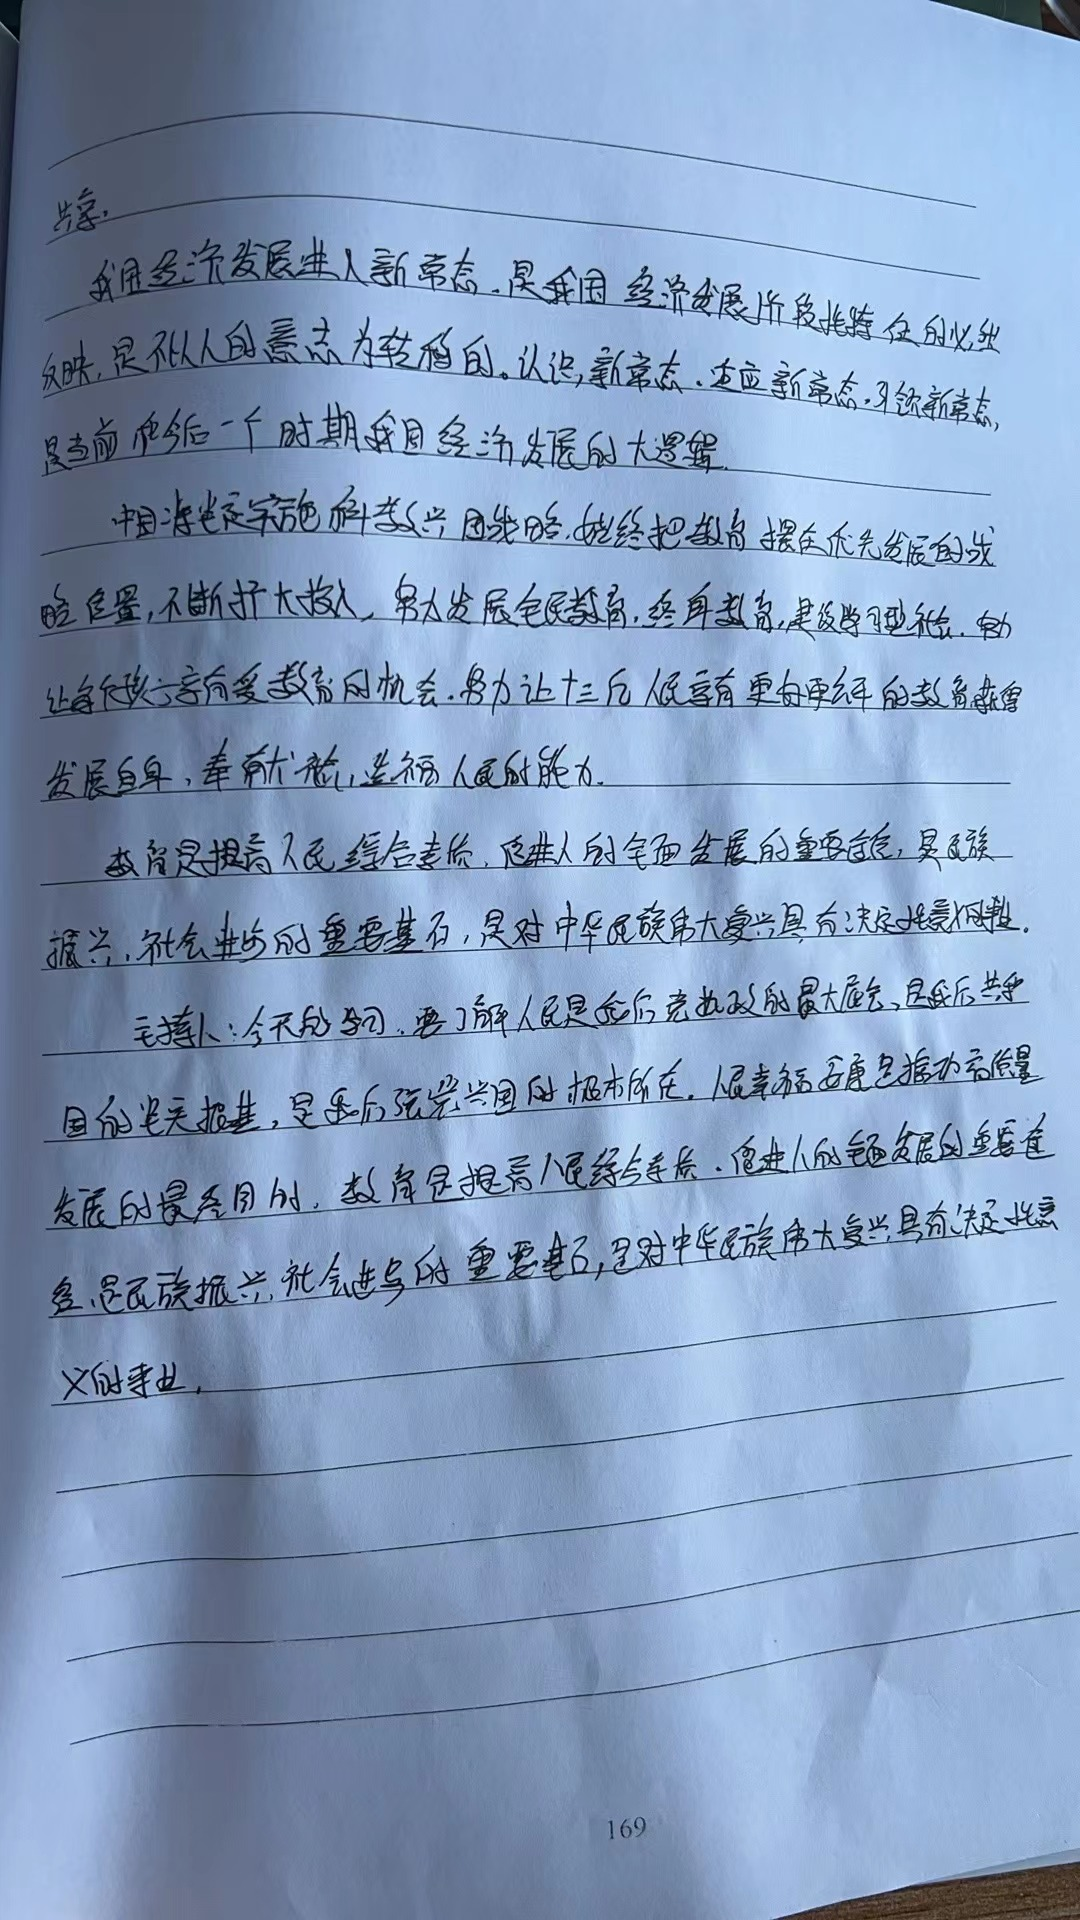 共享.
我国经济发展进入新常态、是我国经济发展阶段性特征的必然
反映,是不以人的意志为转移的。认识新常态.适应新常态.引领新常态,
是当前和今后一个时期我国经济发展的大逻辑.
中国将坚定实施科教兴国战略.始终把教育摆在优先发展的战
略位置,不断扩大投入,努力发展全民教育.终身教育,建设学习型社会.努力
让每个孩子享有受教育的机会.努力让十三亿人民享有更好更公平的教育获得
发展自身,奉献社会,造福人民的能力.
教育是提高人民综合素质、促进人的全面发展的重要途径,是民族
振兴,社会进步的重要基石,是对中华民族伟大复兴具有决定性意义的事业.
主持人:今天的学习、要了解人民是我们党执政的最大底气、是我们共和
国的坚实根基,是我们强党兴国的根本所在.人民幸福安康是推动高质量
发展的最终目的,教育是提高人民综合素质.促进人的全面发展的重要途
径.是民族振兴.社会进步的重要基石,是对中华民族伟大复兴具有决定性意
义的事业.
169